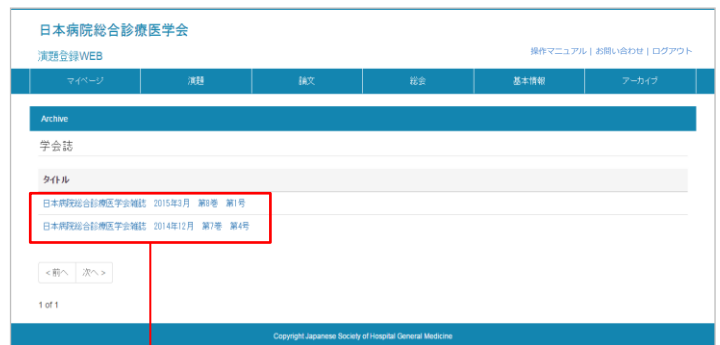 日本病院総合診療医学会
演題登録WEB
操作マニュアル | お問い合わせ | ログアウト
マイページ 演題 論文 総会 基本情報 アーカイブ
Archive
学会誌
タイトル
日本病院総合診療医学会雑誌 2015年3月 第8巻 第1号
日本病院総合診療医学会雑誌 2014年12月 第7巻 第4号
<前へ 次へ>
1 of 1
Copyright Japanese Society of Hospital General Medicine